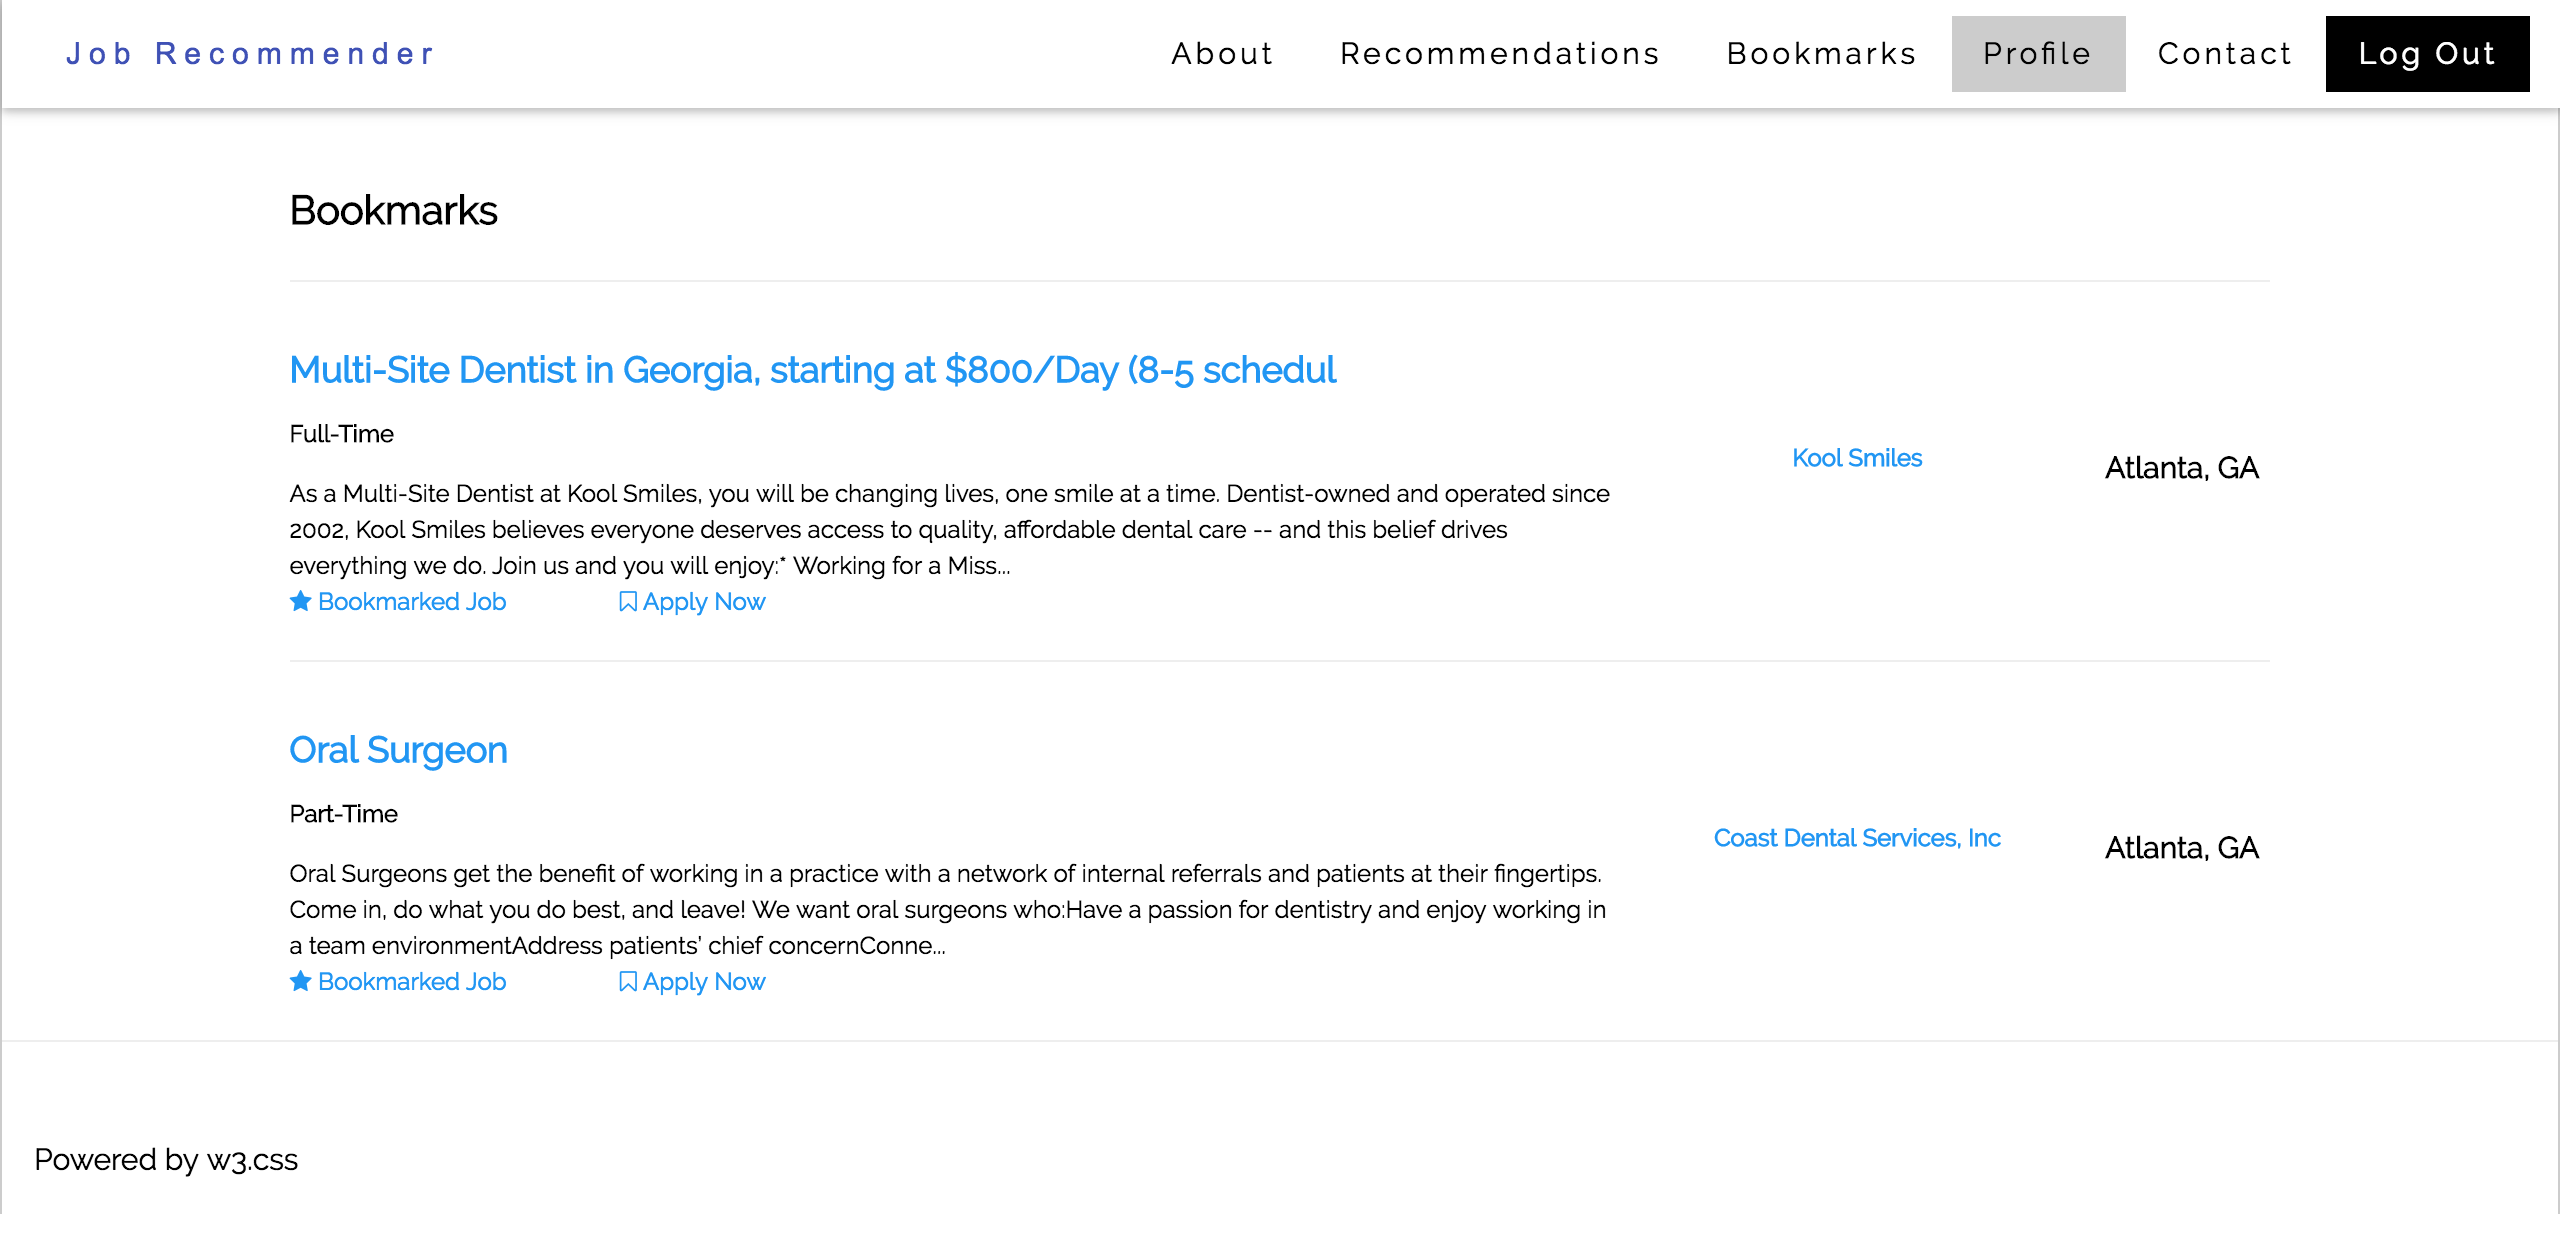 Job Recommender
About Recommendations Bookmarks Profile Contact Log Out
Bookmarks
Multi-Site Dentist in Georgia, starting at $800/Day (8-5 schedul
Full-Time
Kool Smiles
Atlanta, GA
As a Multi-Site Dentist at Kool Smiles, you will be changing lives, one smile at a time. Dentist-owned and operated since
2002, Kool Smiles believes everyone deserves access to quality, affordable dental care -- and this belief drives
everything we do. Join us and you will enjoy:* Working for a Miss...
Bookmarked Job Apply Now
Oral Surgeon
Part-Time
Coast Dental Services, Inc
Atlanta, GA
Oral Surgeons get the benefit of working in a practice with a network of internal referrals and patients at their fingertips.
Come in, do what you do best, and leave! We want oral surgeons who:Have a passion for dentistry and enjoy working in
a team environmentAddress patients’ chief concernConne...
Bookmarked Job Apply Now
Powered by w3.css